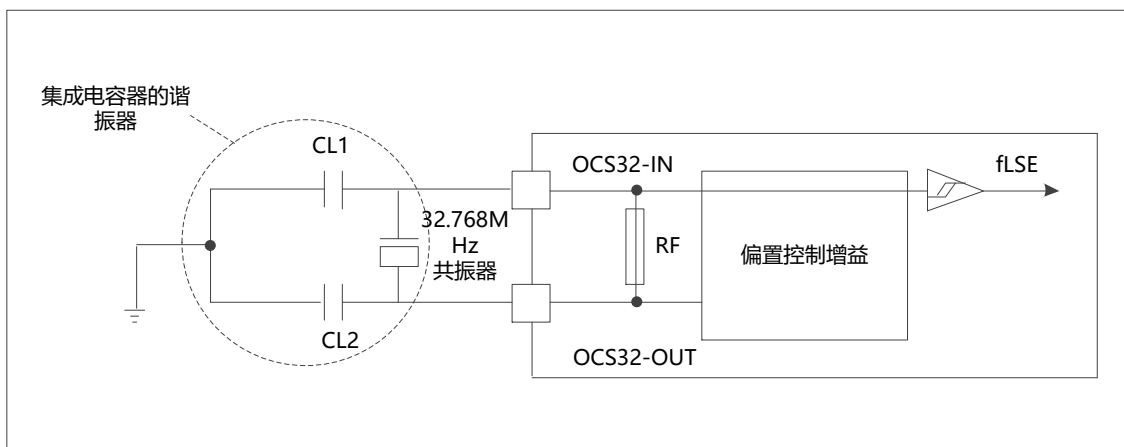 集成电容器的谐
振器
CL1
OCS32-IN
fLSE
32.768M
Hz
共振器
RF
偏置控制增益
CL2
OCS32-OUT